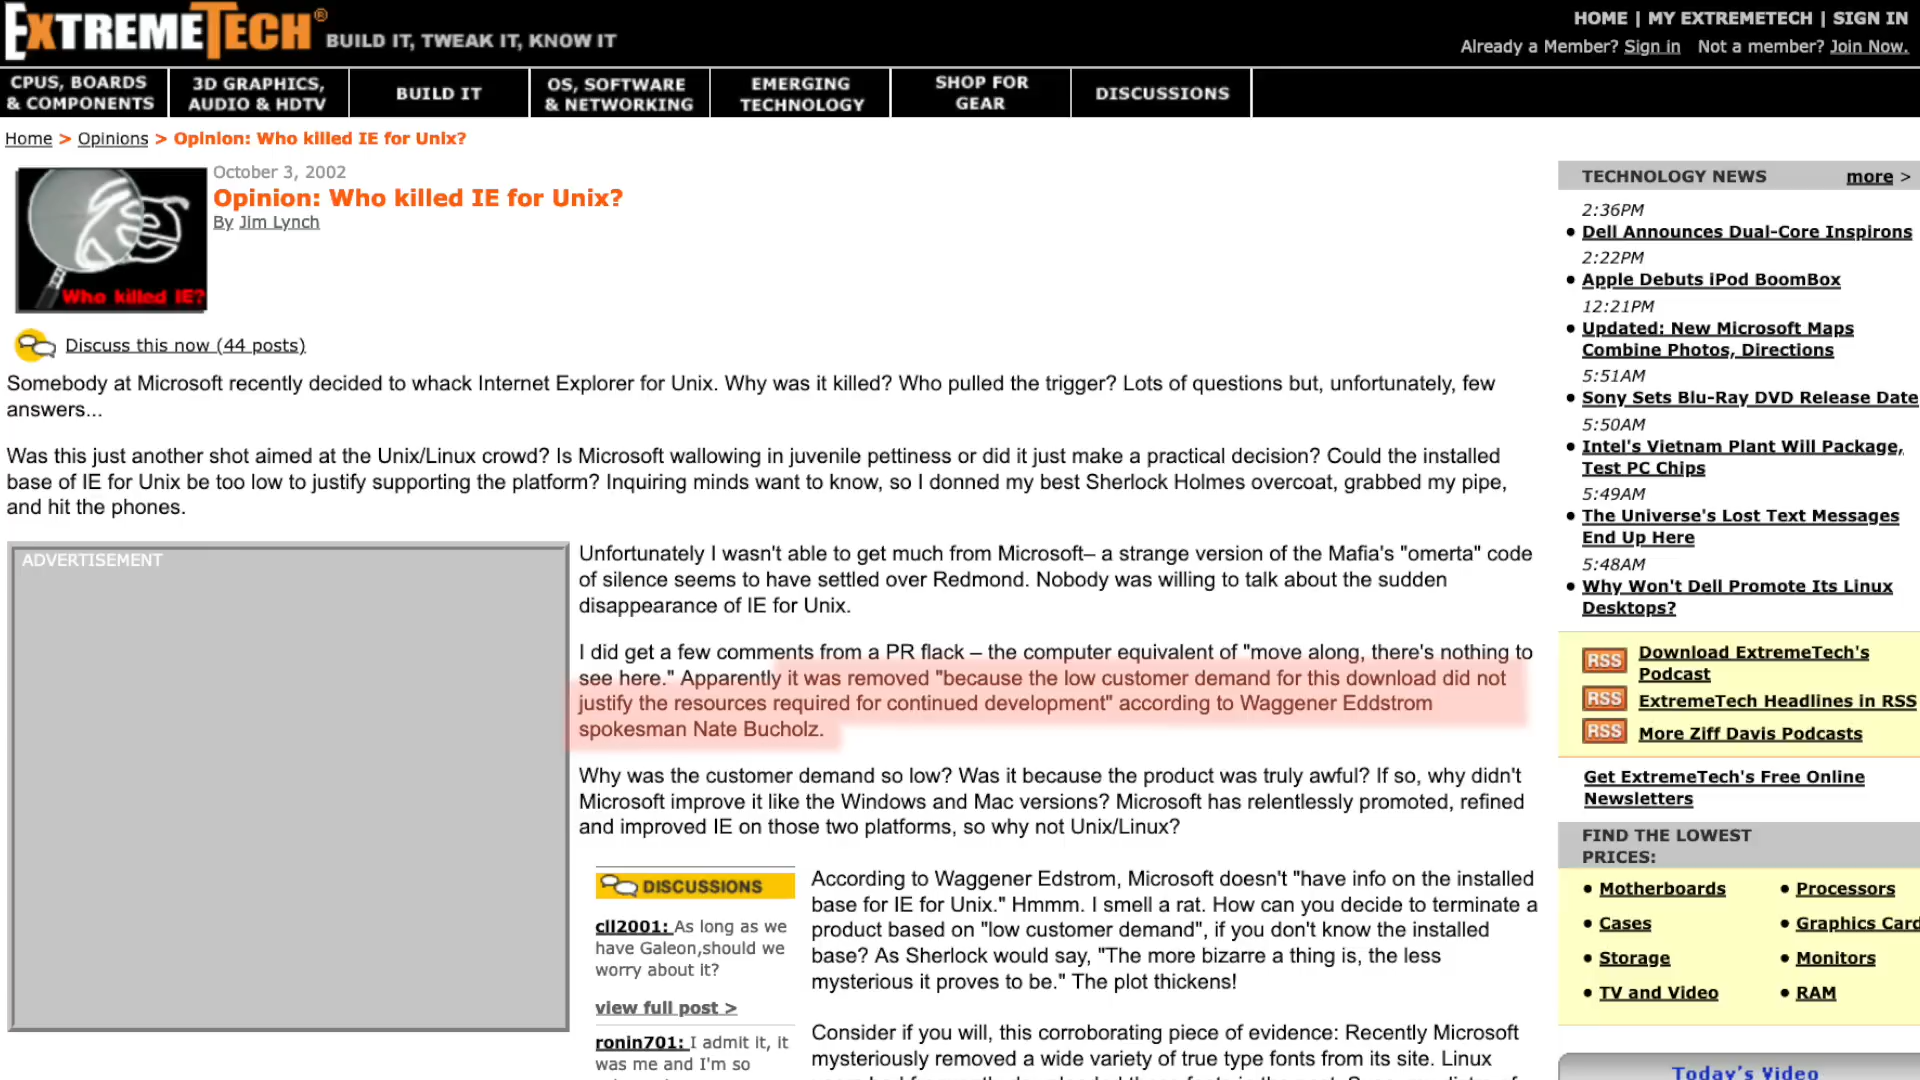 EXTREMETECH® BUILD IT, TWEAK IT, KNOW IT
HOME | MY EXTREMETECH | SIGN IN
Already a Member? Sign in Not a member? Join Now.
CPUS, BOARDS
& COMPONENTS
3D GRAPHICS,
AUDIO & HDTV
BUILD IT
OS, SOFTWARE
& NETWORKING
EMERGING
TECHNOLOGY
SHOP FOR
GEAR
DISCUSSIONS
Home > Opinions > Opinion: Who killed IE for Unix?
Who killed IE?
October 3, 2002
Opinion: Who killed IE for Unix?
By Jim Lynch
Discuss this now (44 posts)
Somebody at Microsoft recently decided to whack Internet Explorer for Unix. Why was it killed? Who pulled the trigger? Lots of questions but, unfortunately, few
answers...
Was this just another shot aimed at the Unix/Linux crowd? Is Microsoft wallowing in juvenile pettiness or did it just make a practical decision? Could the installed
base of IE for Unix be too low to justify supporting the platform? Inquiring minds want to know, so I donned my best Sherlock Holmes overcoat, grabbed my pipe,
and hit the phones.
ADVERTISEMENT
Unfortunately I wasn't able to get much from Microsoft– a strange version of the Mafia's "omerta" code
of silence seems to have settled over Redmond. Nobody was willing to talk about the sudden
disappearance of IE for Unix.
I did get a few comments from a PR flack – the computer equivalent of "move along, there's nothing to
see here." Apparently it was removed "because the low customer demand for this download did not
justify the resources required for continued development" according to Waggener Eddstrom
spokesman Nate Bucholz.
Why was the customer demand so low? Was it because the product was truly awful? If so, why didn't
Microsoft improve it like the Windows and Mac versions? Microsoft has relentlessly promoted, refined
and improved IE on those two platforms, so why not Unix/Linux?
DISCUSSIONS
cll2001: As long as we
have Galeon,should we
worry about it?
view full post >
ronin701: I admit it, it
was me and I'm so
According to Waggener Edstrom, Microsoft doesn't "have info on the installed
base for IE for Unix." Hmmm. I smell a rat. How can you decide to terminate a
product based on "low customer demand", if you don't know the installed
base? As Sherlock would say, "The more bizarre a thing is, the less
mysterious it proves to be." The plot thickens!
Consider if you will, this corroborating piece of evidence: Recently Microsoft
mysteriously removed a wide variety of true type fonts from its site. Linux
TECHNOLOGY NEWS more >
2:36PM
• Dell Announces Dual-Core Inspirons
2:22PM
• Apple Debuts iPod BoomBox
12:21PM
• Updated: New Microsoft Maps
Combine Photos, Directions
5:51AM
• Sony Sets Blu-Ray DVD Release Date
5:50AM
• Intel's Vietnam Plant Will Package,
Test PC Chips
5:49AM
• The Universe's Lost Text Messages
End Up Here
5:48AM
• Why Won't Dell Promote Its Linux
Desktops?
RSS Download ExtremeTech's
Podcast
RSS ExtremeTech Headlines in RSS
RSS More Ziff Davis Podcasts
Get ExtremeTech's Free Online
Newsletters
FIND THE LOWEST
PRICES:
• Motherboards • Processors
• Cases • Graphics Card
• Storage • Monitors
• TV and Video • RAM
Today's Video